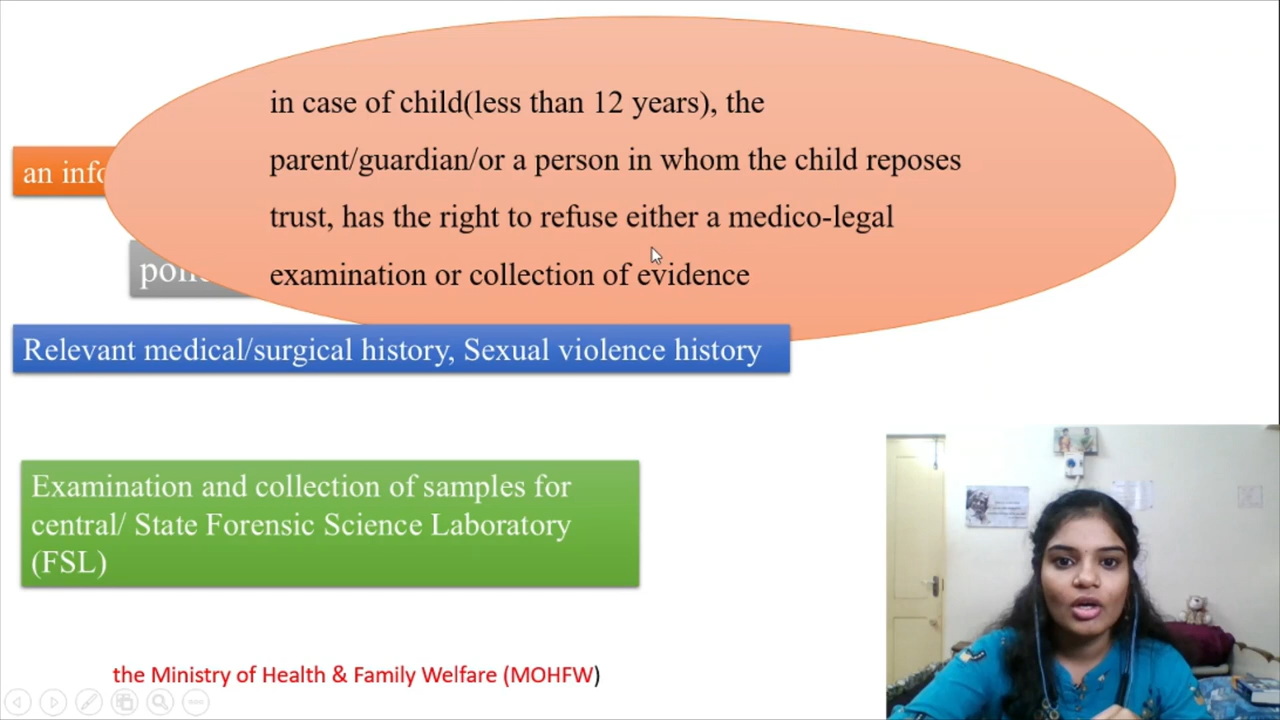 in case of child(less than 12 years), the
parent/guardian/or a person in whom the child reposes
trust, has the right to refuse either a medico-legal
examination or collection of evidence
an
Relevant medical/surgical history, Sexual violence history
Examination and collection of samples for
central/ State Forensic Science Laboratory
(FSL)
the Ministry of Health & Family Welfare (MOHFW)